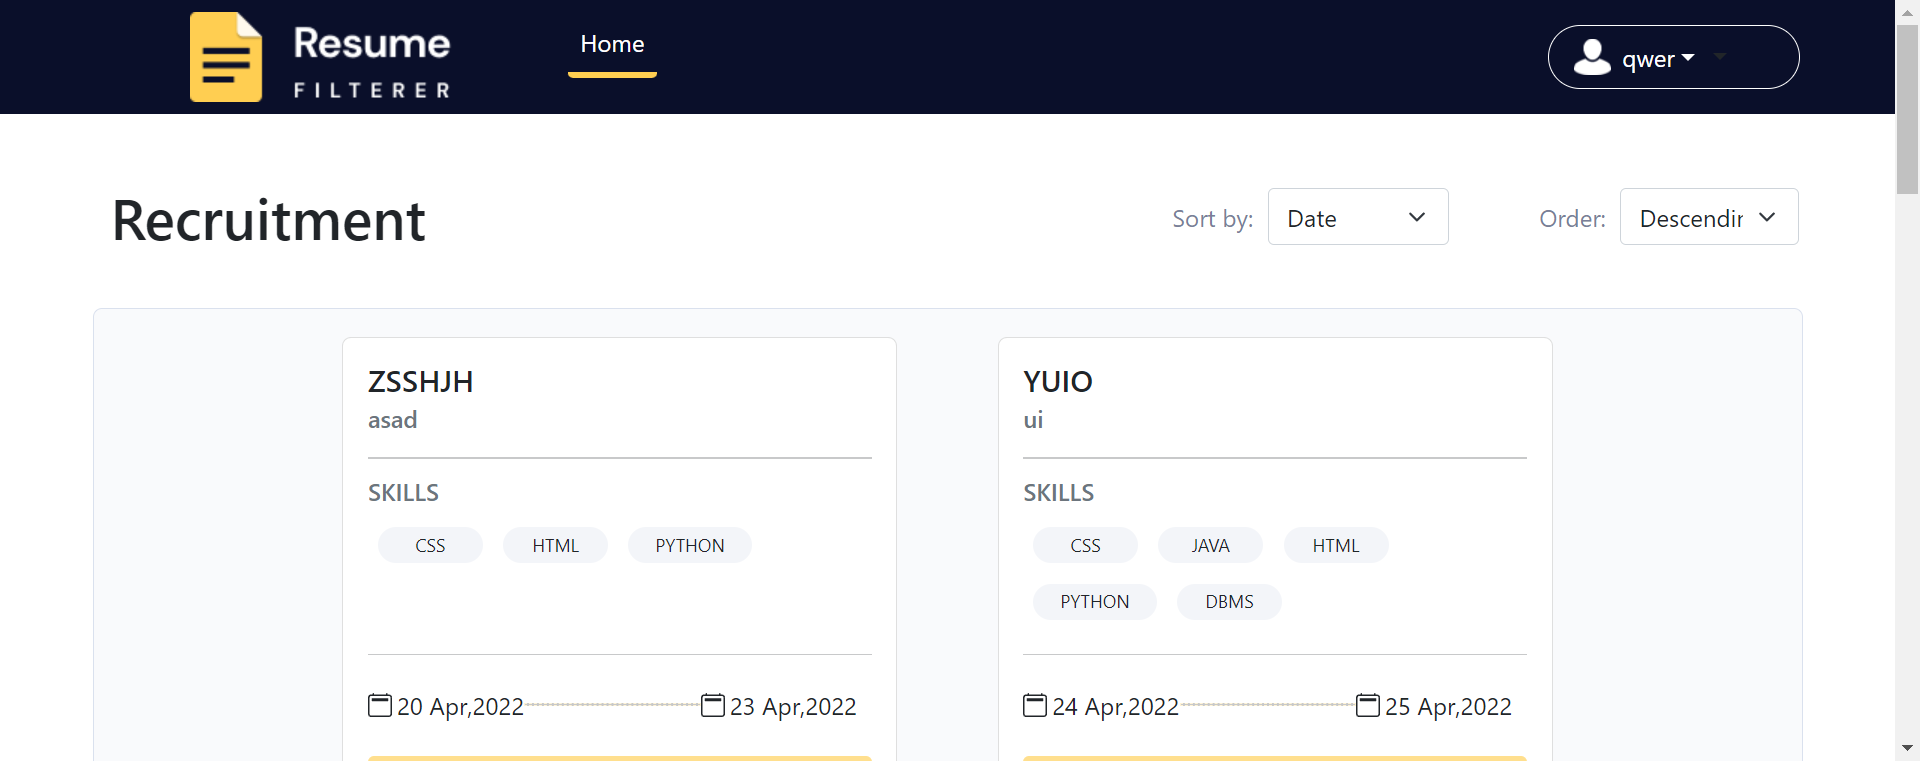 Resume
FILTERER
Home
qwer
Recruitment
Sort by:
Date
Order:
Descendir
ZSSHJH
asad
SKILLS
CSS HTML PYTHON
20 Apr,2022 23 Apr,2022
YUIO
ui
SKILLS
CSS JAVA HTML
PYTHON DBMS
24 Apr,2022 25 Apr,2022